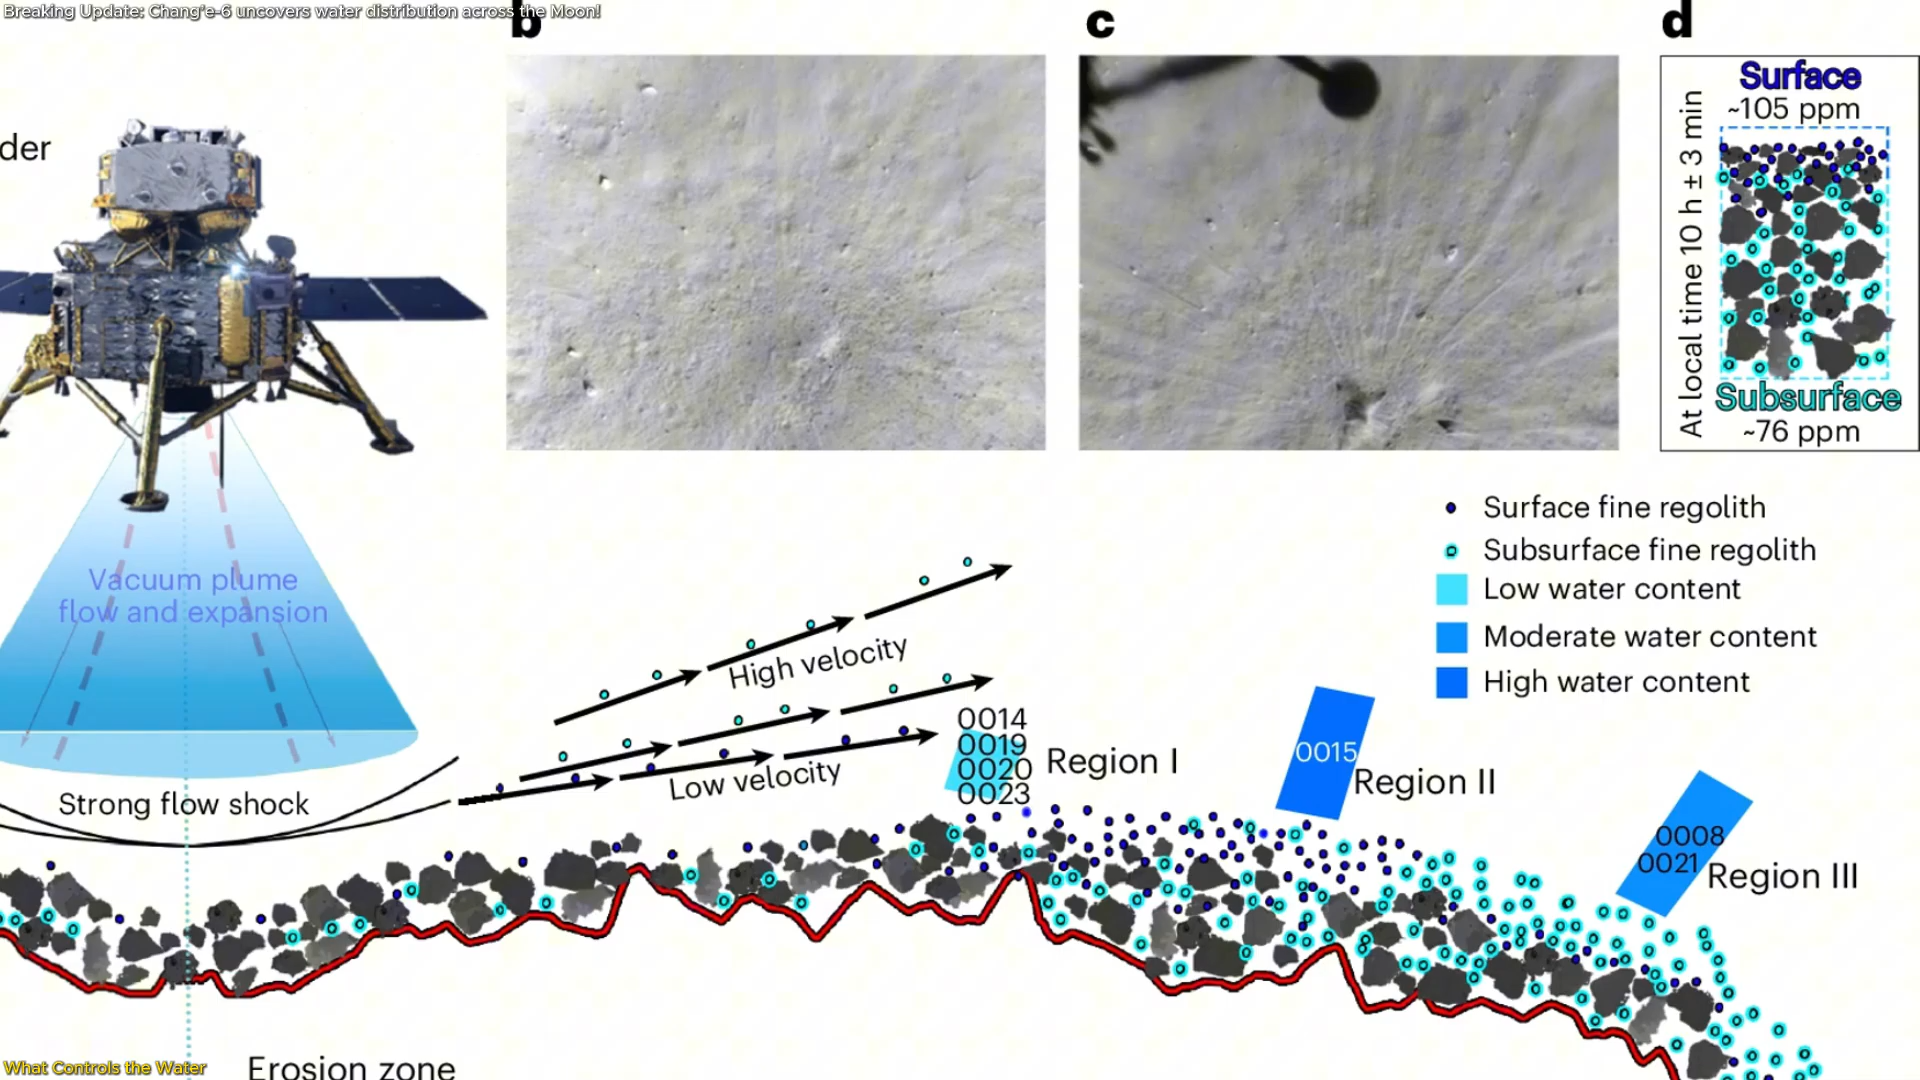 Breaking Update: Chang'e-6 uncovers water distribution across the Moon!
b
c
d
der
Surface
~105 ppm
At local time 10 h ± 3 min
Subsurface
~76 ppm
Surface fine regolith
Subsurface fine regolith
Low water content
Moderate water content
High water content
Vacuum plume
flow and expansion
High velocity
Low velocity
Strong flow shock
0014
0019
0020
0023
Region I
0015
Region II
0008
0021
Region III
What Controls the Water
Erosion zone